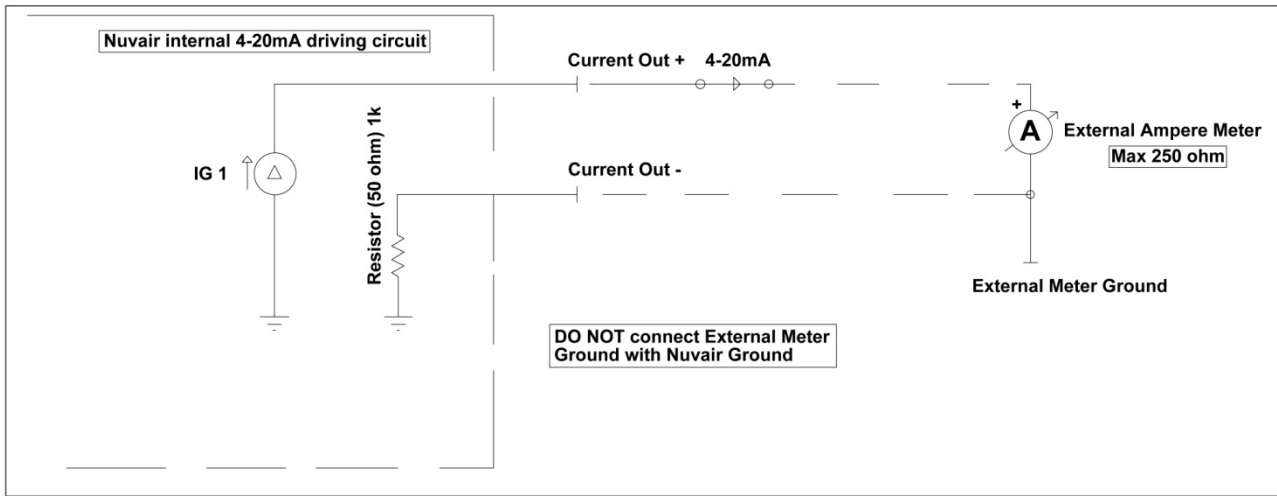 Nuvair internal 4-20mA driving circuit
Current Out + 4-20mA
IG 1
Resistor (50 ohm) 1k
Current Out -
+
A
External Ampere Meter
Max 250 ohm
External Meter Ground
DO NOT connect External Meter
Ground with Nuvair Ground